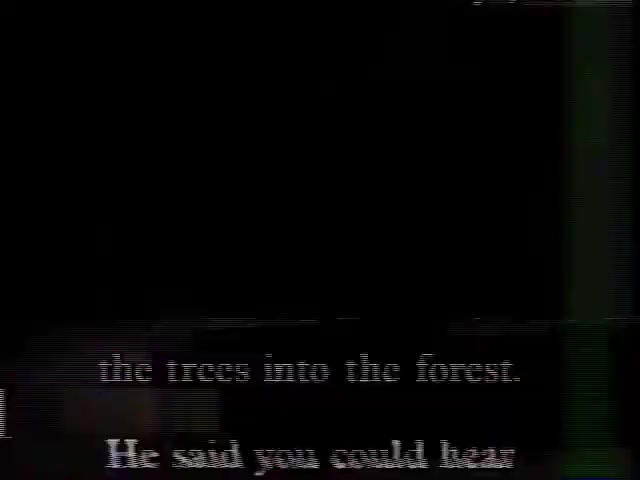 the trees into the forest.
He said you could hear